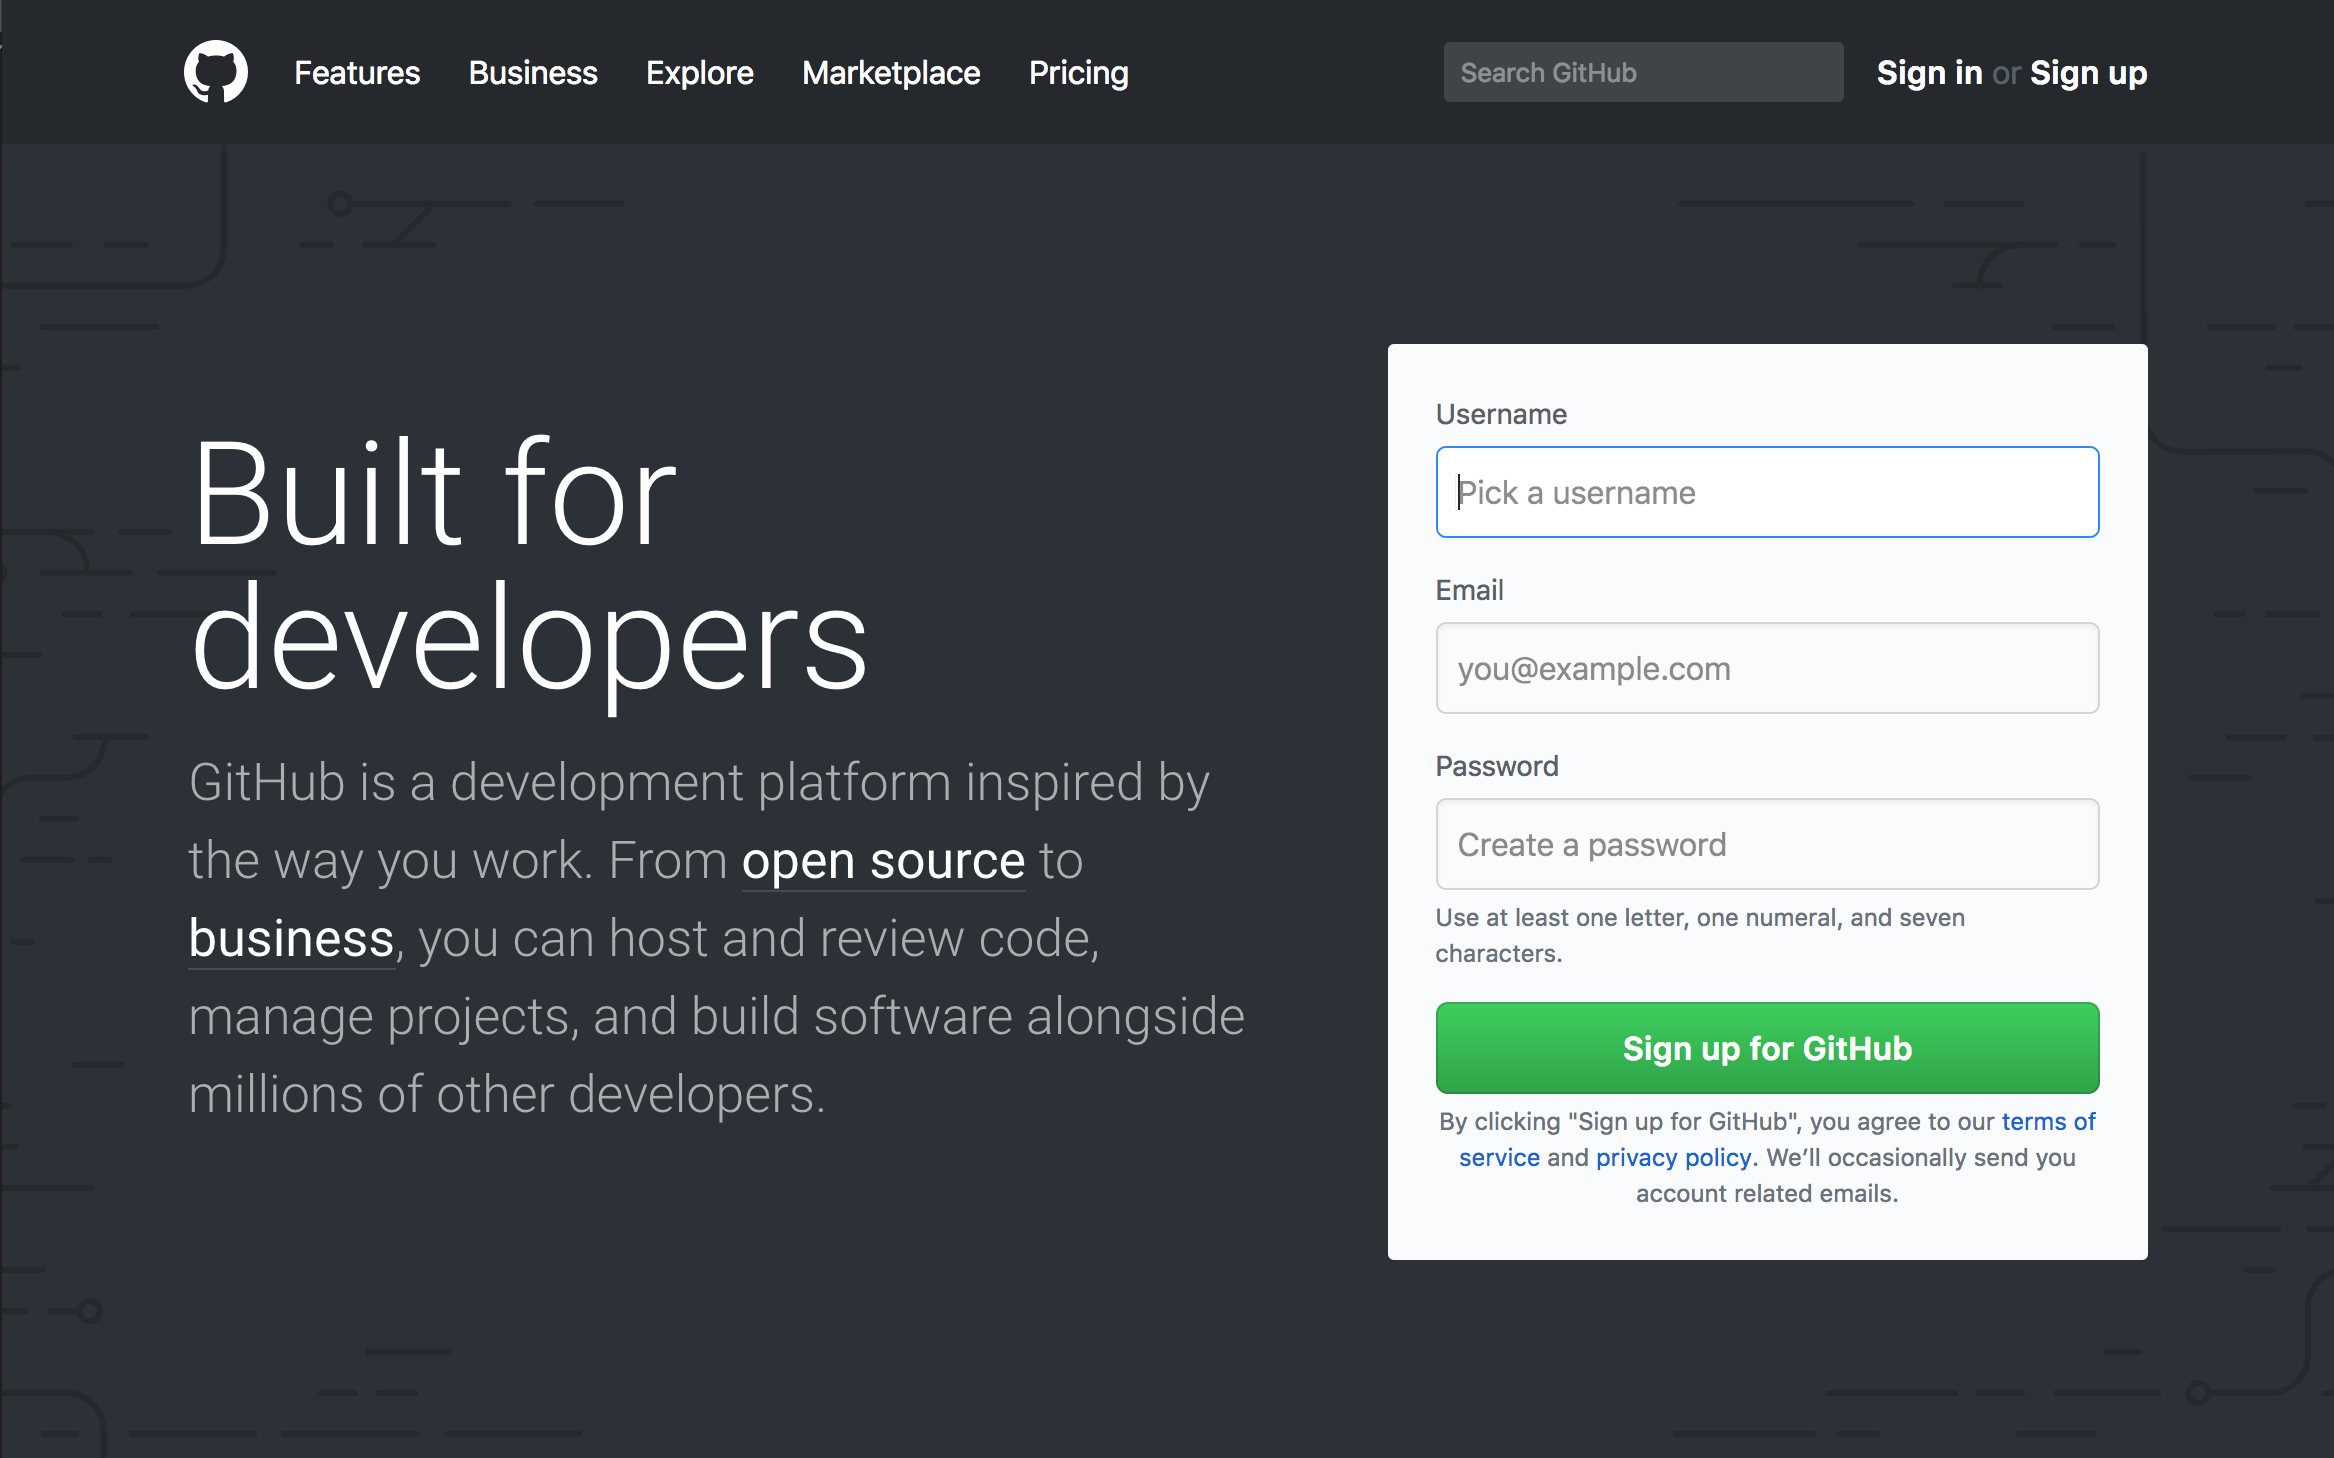 Features Business Explore Marketplace Pricing Search GitHub Sign in or Sign up
Built for
developers
GitHub is a development platform inspired by
the way you work. From open source to
business, you can host and review code,
manage projects, and build software alongside
millions of other developers.
Username
Pick a username
Email
you@example.com
Password
Create a password
Use at least one letter, one numeral, and seven
characters.
Sign up for GitHub
By clicking "Sign up for GitHub", you agree to our terms of
service and privacy policy. We’ll occasionally send you
account related emails.